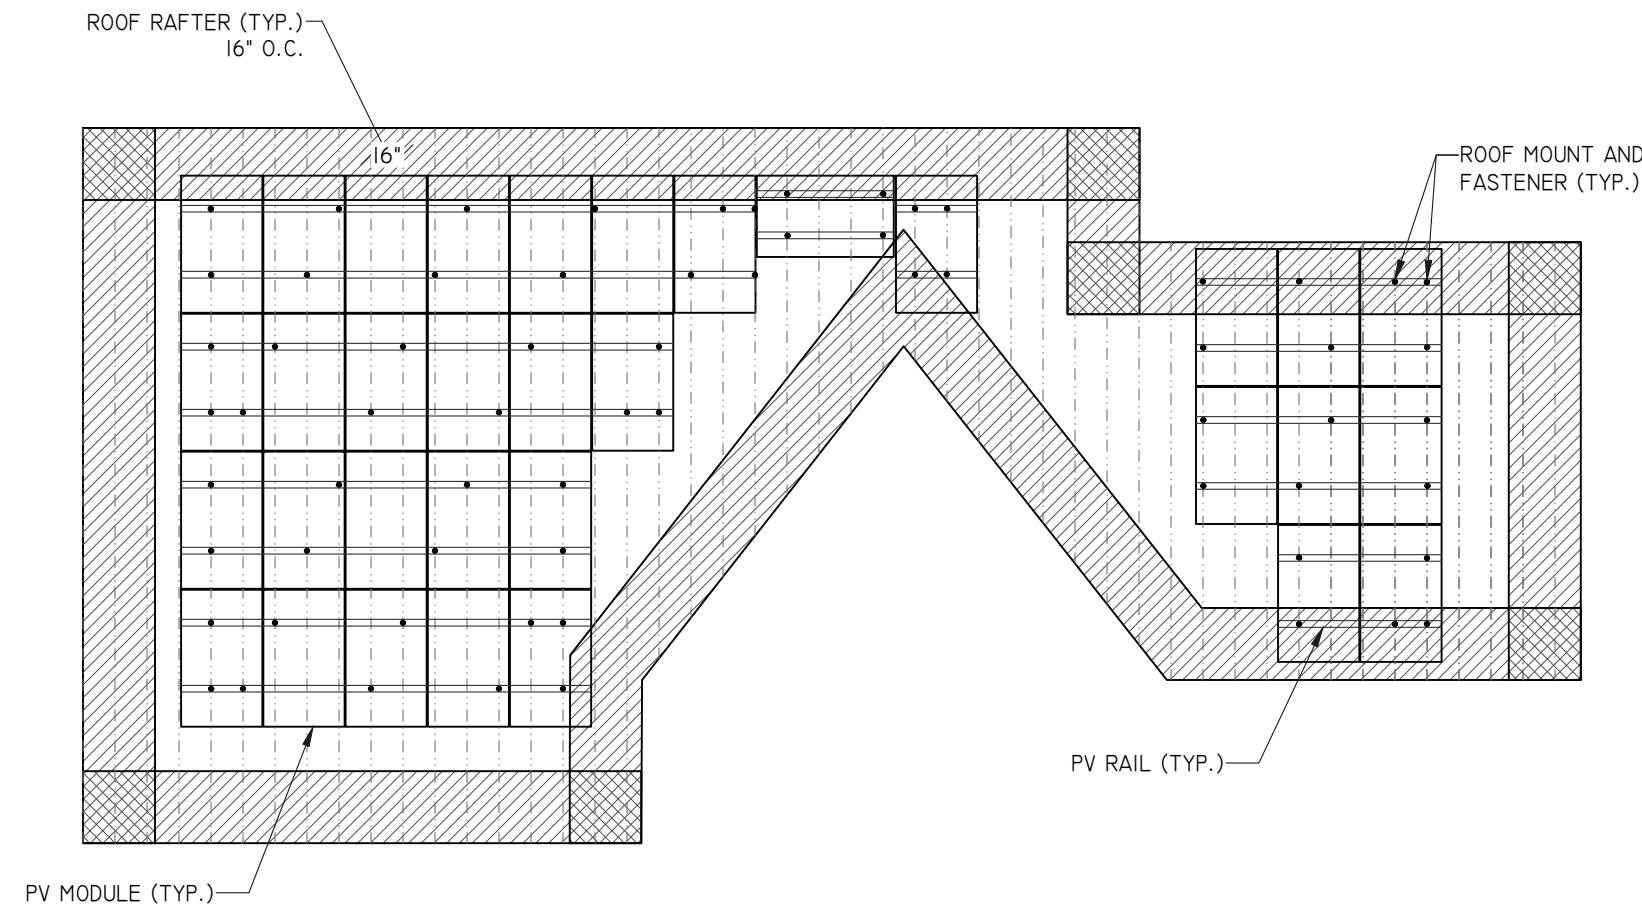 ROOF RAFTER (TYP.)
16" O.C.
16"
ROOF MOUNT AND
FASTENER (TYP.)
PV RAIL (TYP.)
PV MODULE (TYP.)